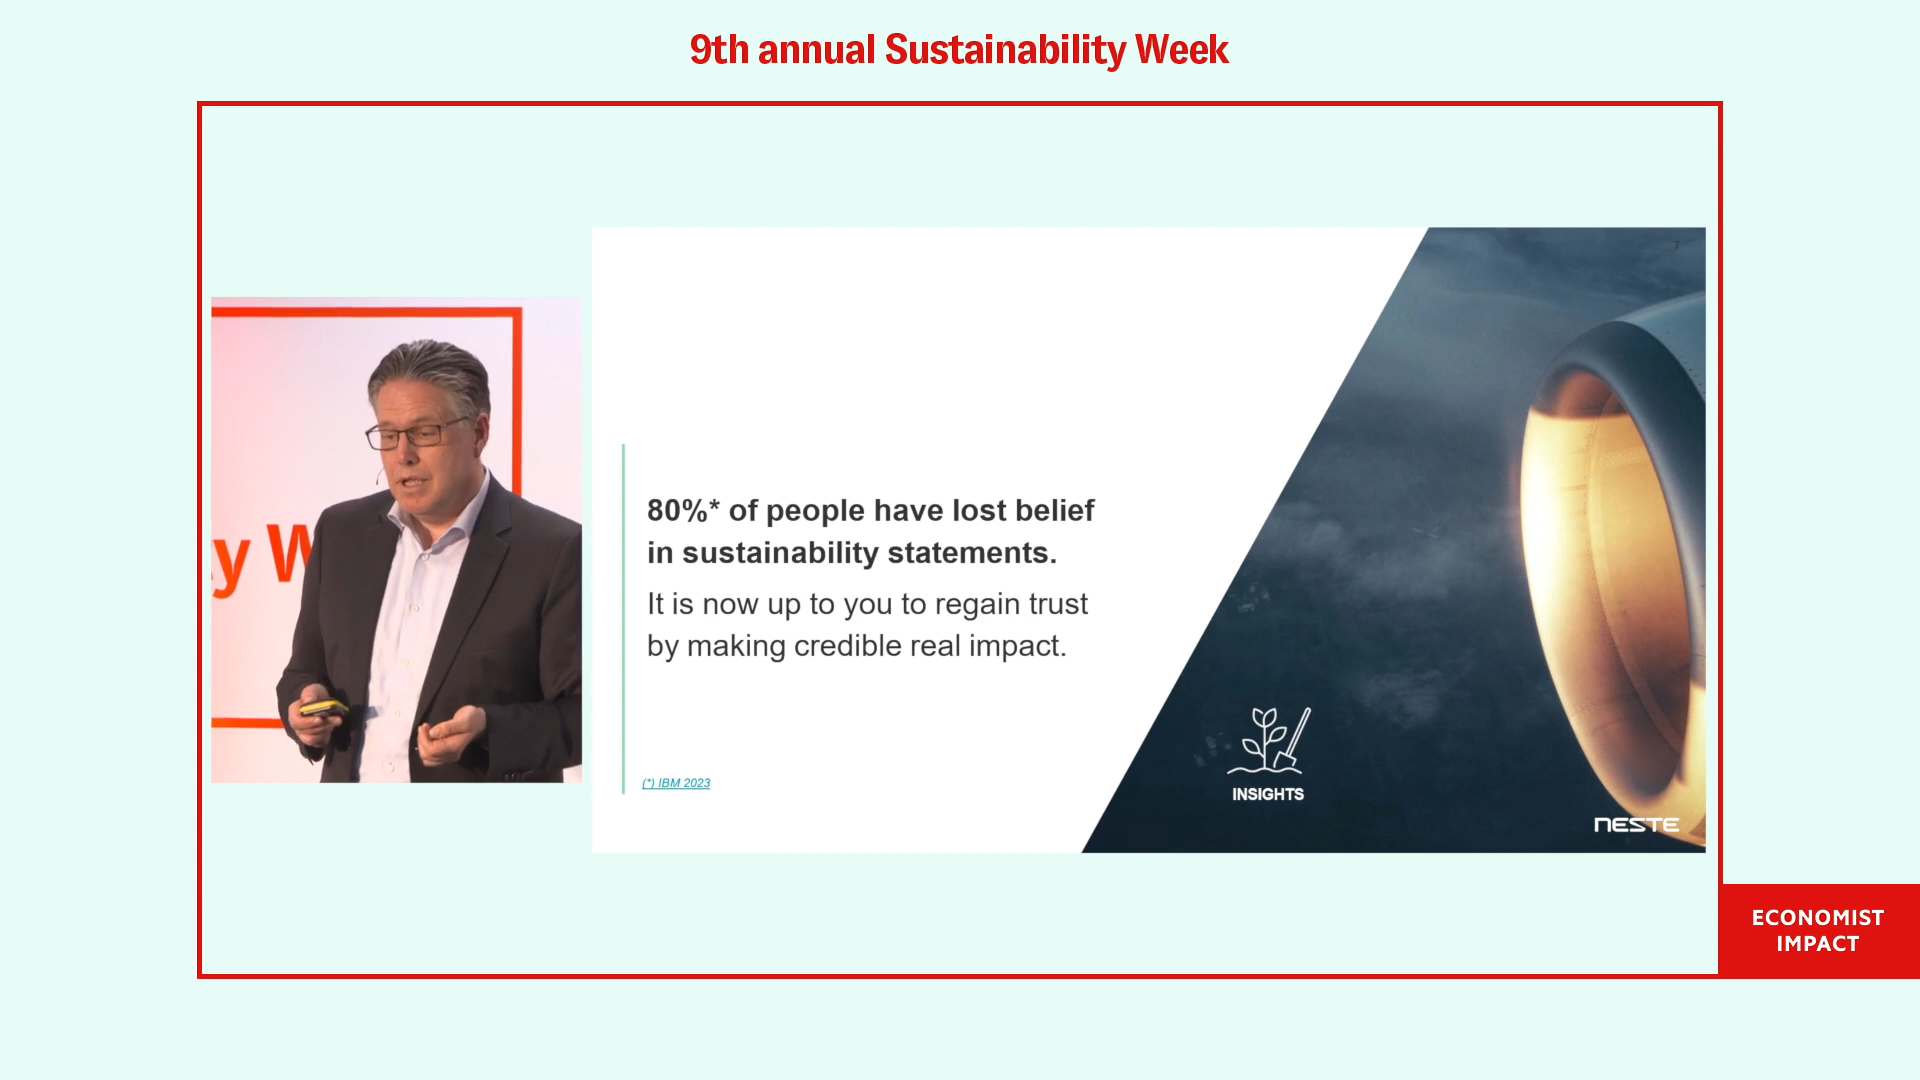 9th annual Sustainability Week
y W
7
80%* of people have lost belief
in sustainability statements.
It is now up to you to regain trust
by making credible real impact.
(*) IBM 2023
INSIGHTS
NESTE
ECONOMIST
IMPACT